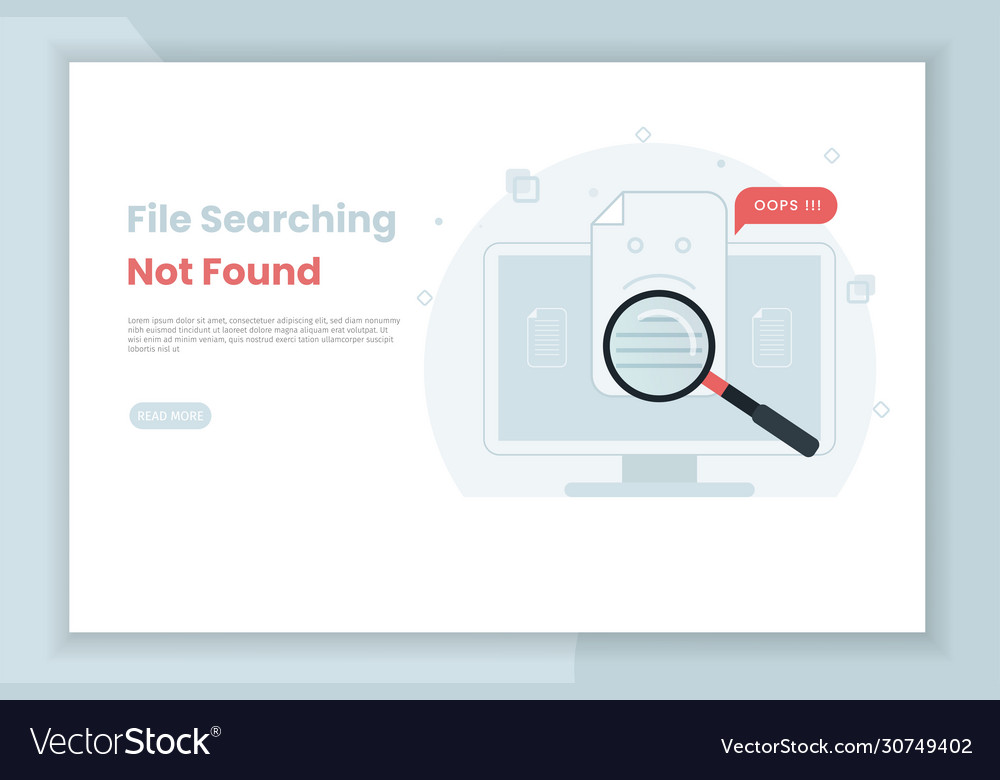 File Searching
Not Found
Lorem ipsum dolor sit amet, consectetuer adipiscing elit, sed diam nonummy
nibh euismod tincidunt ut laoreet dolore magna aliquam erat volutpat. Ut
wisi enim ad minim veniam, quis nostrud exerci tation ullamcorper suscipit
lobortis nisl ut
READ MORE
OOPS !!!
VectorStock®
VectorStock.com/30749402